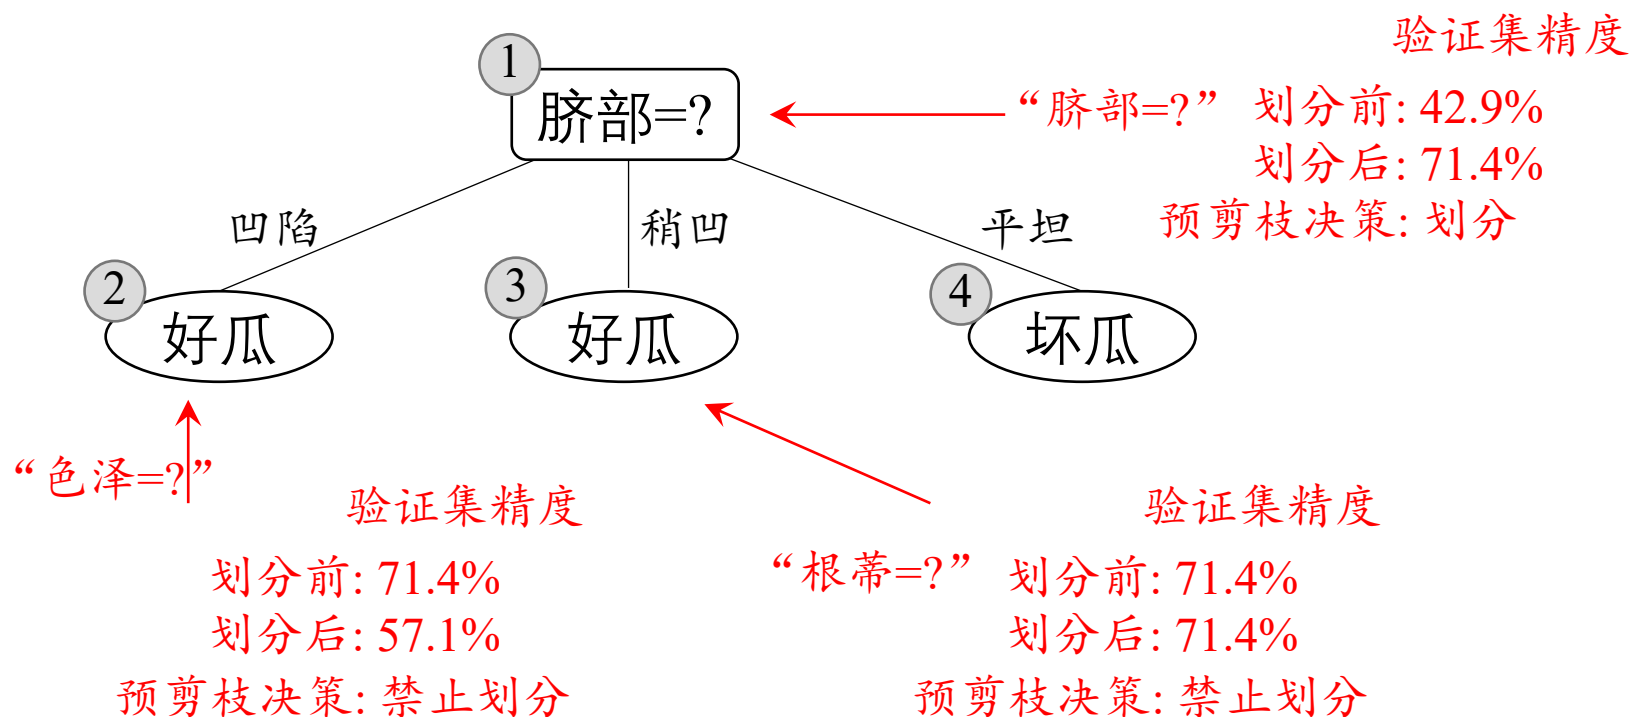 验证集精度
1
脐部=?
“脐部=?” 划分前: 42.9%
划分后: 71.4%
预剪枝决策: 划分
凹陷
稍凹
平坦
2
好瓜
3
好瓜
4
坏瓜
“色泽=?”
验证集精度
划分前: 71.4%
划分后: 57.1%
预剪枝决策: 禁止划分
“根蒂=?”
验证集精度
划分前: 71.4%
划分后: 71.4%
预剪枝决策: 禁止划分